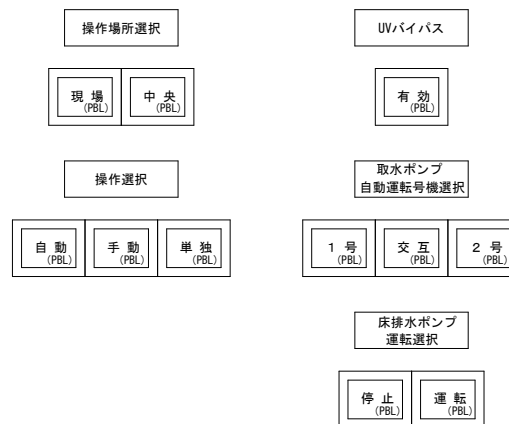 操作場所選択
現 場
(PBL)
中 央
(PBL)
操作選択
自 動
(PBL)
手 動
(PBL)
単 独
(PBL)
UVバイパス
有 効
(PBL)
取水ポンプ
自動運転号機選択
1 号
(PBL)
交 互
(PBL)
2 号
(PBL)
床排水ポンプ
運転選択
停 止
(PBL)
運 転
(PBL)